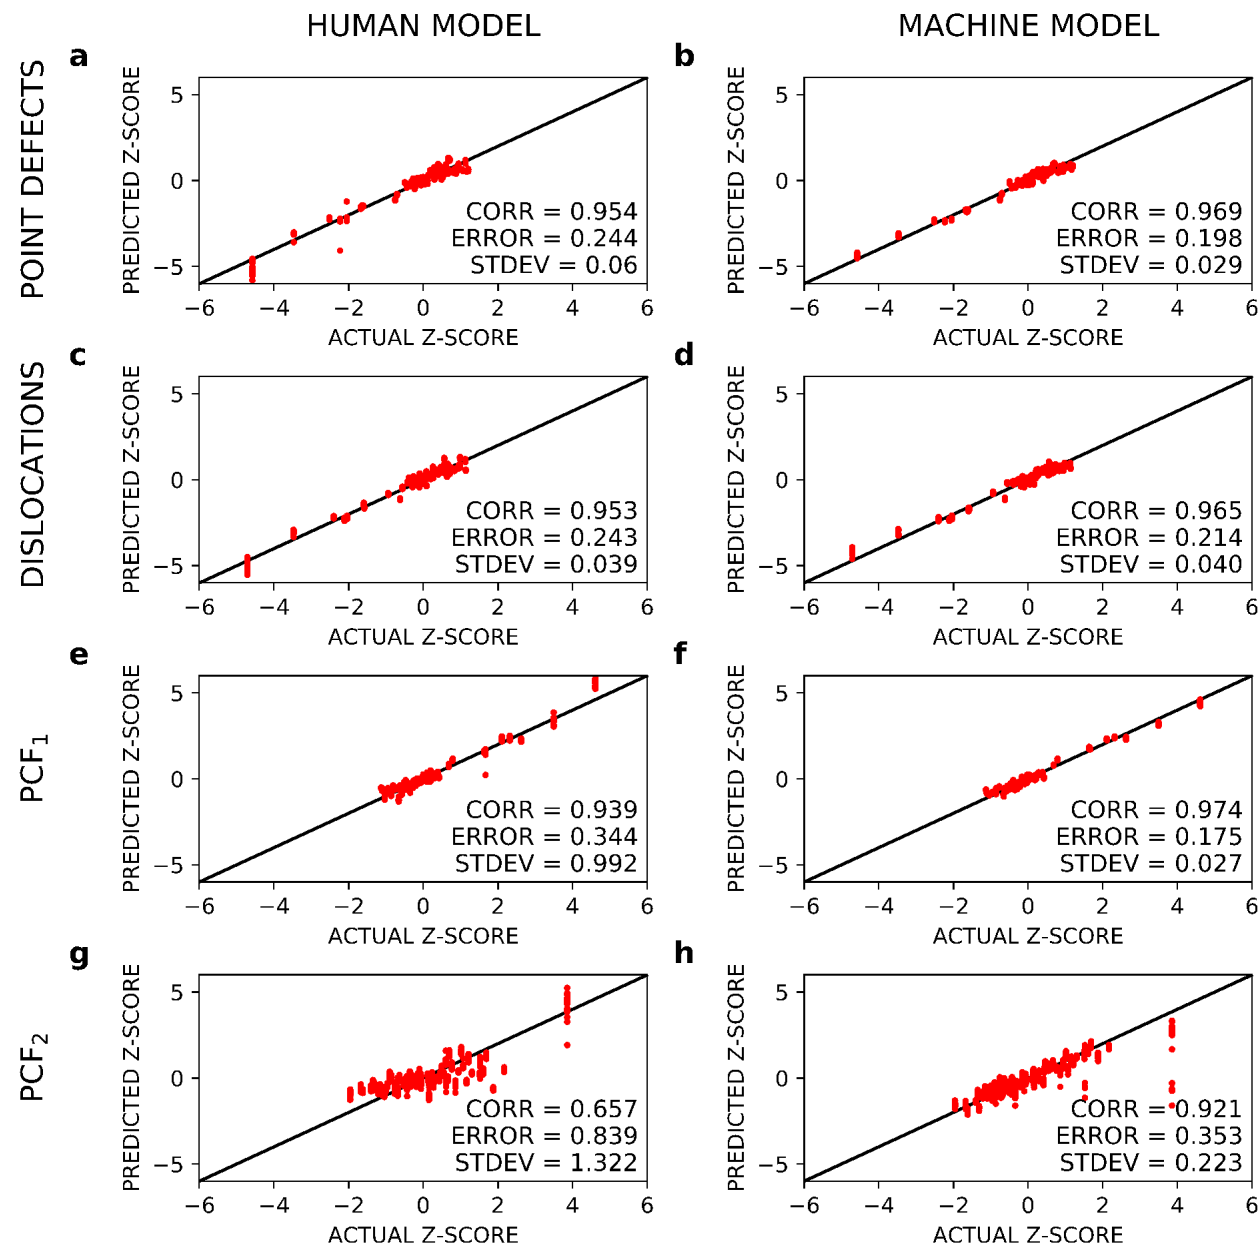 HUMAN MODEL
MACHINE MODEL
POINT DEFECTS
a
PREDICTED Z-SCORE
5
0
−5
CORR = 0.954
ERROR = 0.244
STDEV = 0.06
−6 −4 −2 0 2 4 6
ACTUAL Z-SCORE
b
PREDICTED Z-SCORE
5
0
−5
CORR = 0.969
ERROR = 0.198
STDEV = 0.029
−6 −4 −2 0 2 4 6
ACTUAL Z-SCORE
DISLOCATIONS
c
PREDICTED Z-SCORE
5
0
−5
CORR = 0.953
ERROR = 0.243
STDEV = 0.039
−6 −4 −2 0 2 4 6
ACTUAL Z-SCORE
d
PREDICTED Z-SCORE
5
0
−5
CORR = 0.965
ERROR = 0.214
STDEV = 0.040
−6 −4 −2 0 2 4 6
ACTUAL Z-SCORE
PCF₁
e
PREDICTED Z-SCORE
5
0
−5
CORR = 0.939
ERROR = 0.344
STDEV = 0.992
−6 −4 −2 0 2 4 6
ACTUAL Z-SCORE
f
PREDICTED Z-SCORE
5
0
−5
CORR = 0.974
ERROR = 0.175
STDEV = 0.027
−6 −4 −2 0 2 4 6
ACTUAL Z-SCORE
PCF₂
g
PREDICTED Z-SCORE
5
0
−5
CORR = 0.657
ERROR = 0.839
STDEV = 1.322
−6 −4 −2 0 2 4 6
ACTUAL Z-SCORE
h
PREDICTED Z-SCORE
5
0
−5
CORR = 0.921
ERROR = 0.353
STDEV = 0.223
−6 −4 −2 0 2 4 6
ACTUAL Z-SCORE